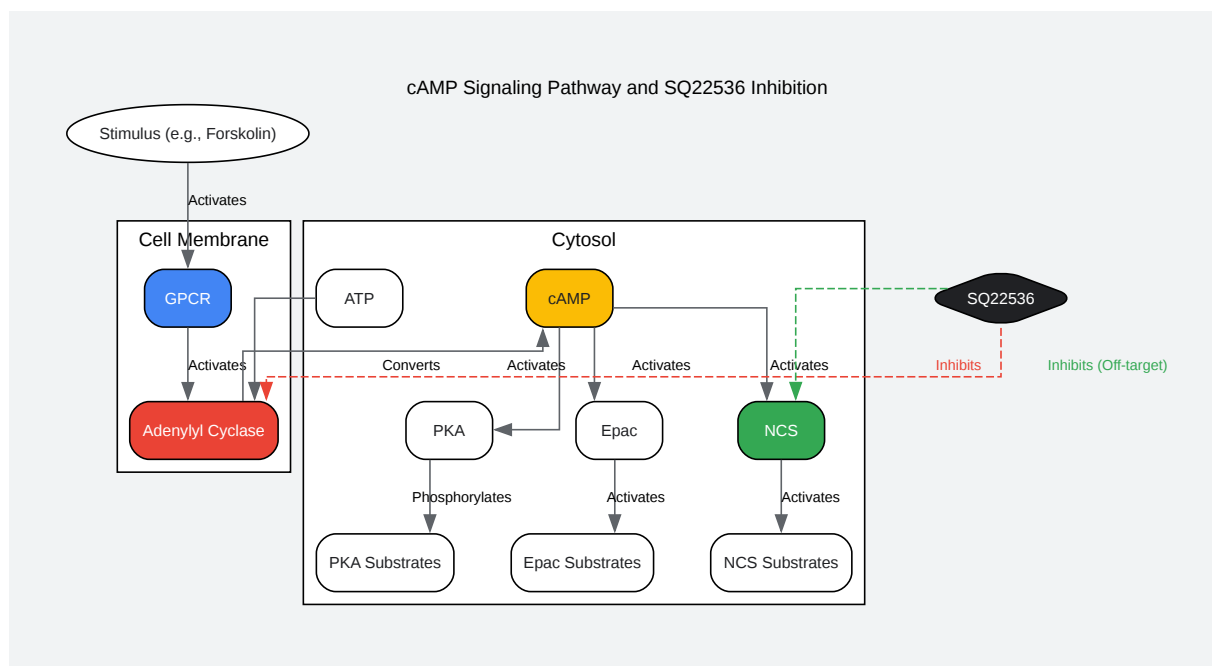 cAMP Signaling Pathway and SQ22536 Inhibition
Stimulus (e.g., Forskolin)
Activates
Cell Membrane
Cytosol
GPCR
ATP
cAMP
SQ22536
Activates
Converts
Activates
Activates
Activates
Inhibits
Inhibits (Off-target)
Adenylyl Cyclase
PKA
Epac
NCS
Phosphorylates
Activates
Activates
PKA Substrates
Epac Substrates
NCS Substrates